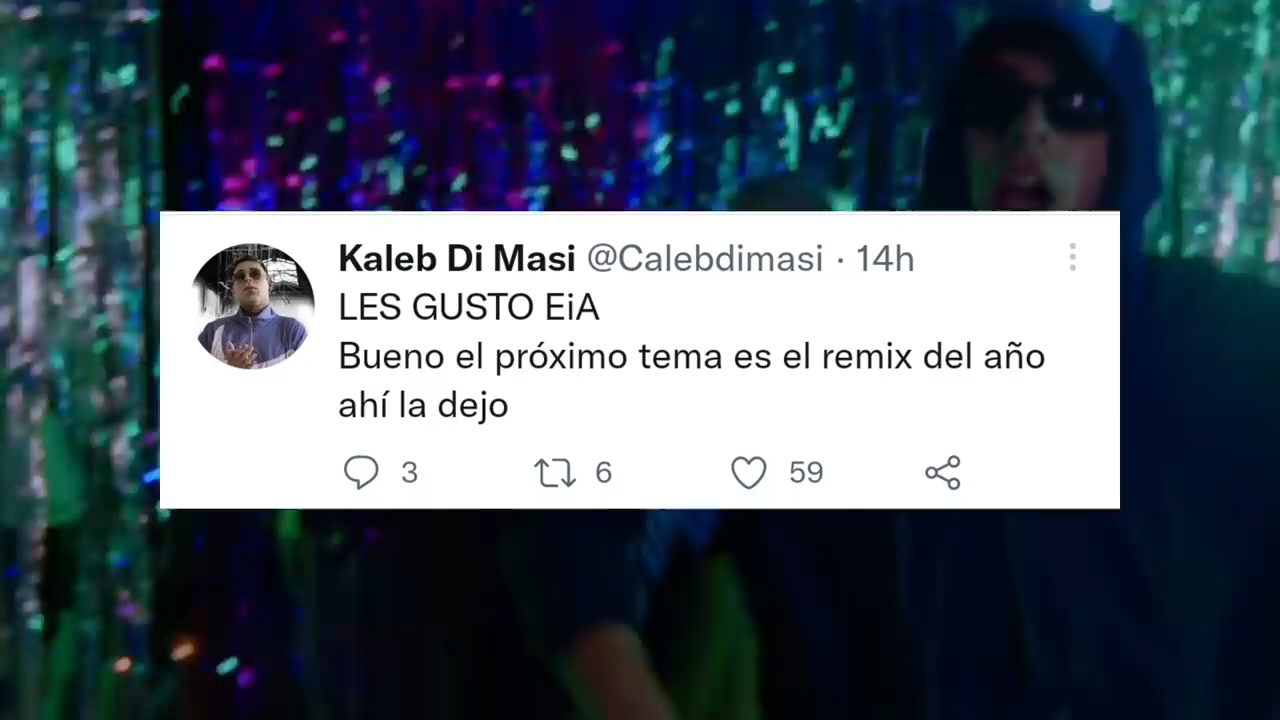 Kaleb Di Masi @Calebdimasi · 14h
LES GUSTO EiA
Bueno el próximo tema es el remix del año
ahí la dejo
3 6 59